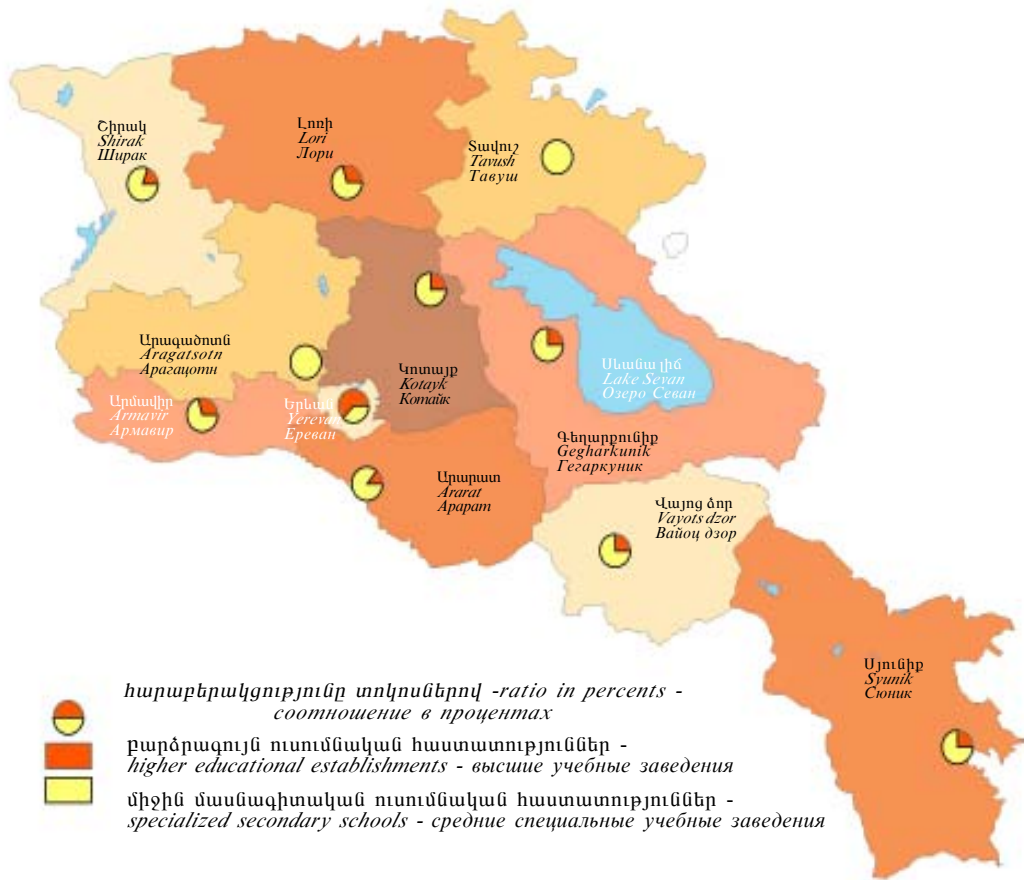 Շիրակ
Shirak
Ширак
Լոռի
Lori
Лори
Տավուշ
Tavush
Тавуш
Արագածոտն
Aragatsotn
Арагацотн
Կոտայք
Kotayk
Котайк
Սևանա լիճ
Lake Sevan
Озеро Севан
Արմավիր
Armavir
Армавир
Երևան
Yerevan
Ереван
Գեղարքունիք
Gegharkunik
Гегаркуник
Արարատ
Ararat
Арарат
Վայոց ձոր
Vayots dzor
Вайоц дзор
Սյունիք
Syunik
Сюник
հարաբերակցությունը տոկոսներով -ratio in percents -
соотношение в процентах
բարձրագույն ուսումնական հաստատություններ -
higher educational establishments - высшие учебные заведения
միջին մասնագիտական ուսումնական հաստատություններ -
specialized secondary schools - средние специальные учебные заведения